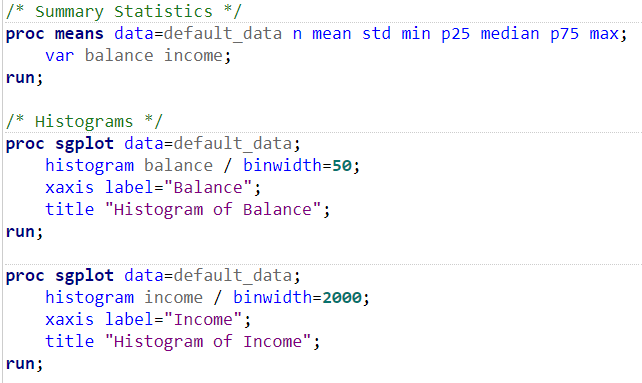 /* Summary Statistics */
proc means data=default_data n mean std min p25 median p75 max;
    var balance income;
run;

/* Histograms */
proc sgplot data=default_data;
    histogram balance / binwidth=50;
    xaxis label="Balance";
    title "Histogram of Balance";
run;

proc sgplot data=default_data;
    histogram income / binwidth=2000;
    xaxis label="Income";
    title "Histogram of Income";
run;